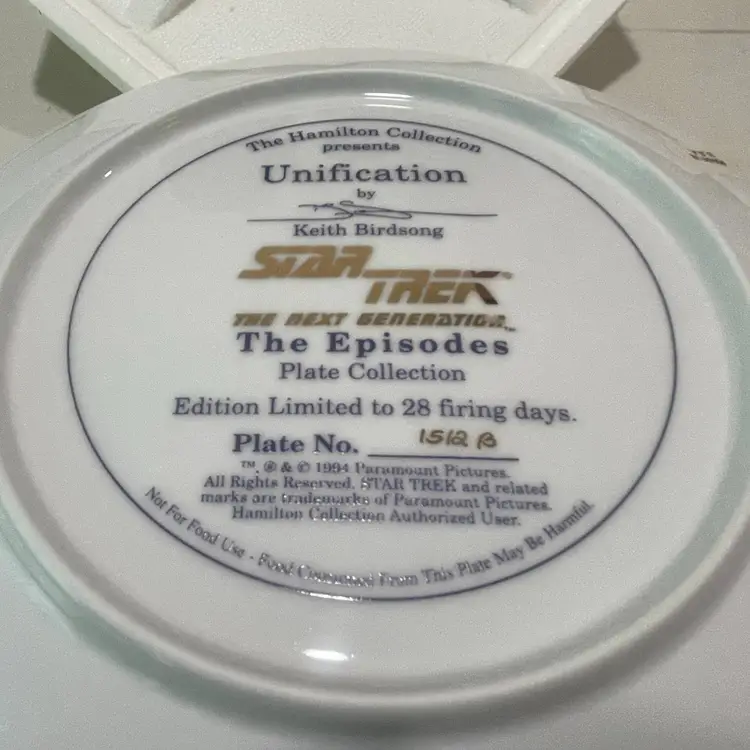 The Hamilton Collection
presents
Unification
by
Keith Birdsong
STAR TREK
THE NEXT GENERATION™
The Episodes
Plate Collection
Edition Limited to 28 firing days.
Plate No. 1512 B
™, ® & © 1994 Paramount Pictures.
All Rights Reserved. STAR TREK and related
marks are trademarks of Paramount Pictures.
Hamilton Collection Authorized User.
Not For Food Use - Food Consumed From This Plate May Be Harmful.